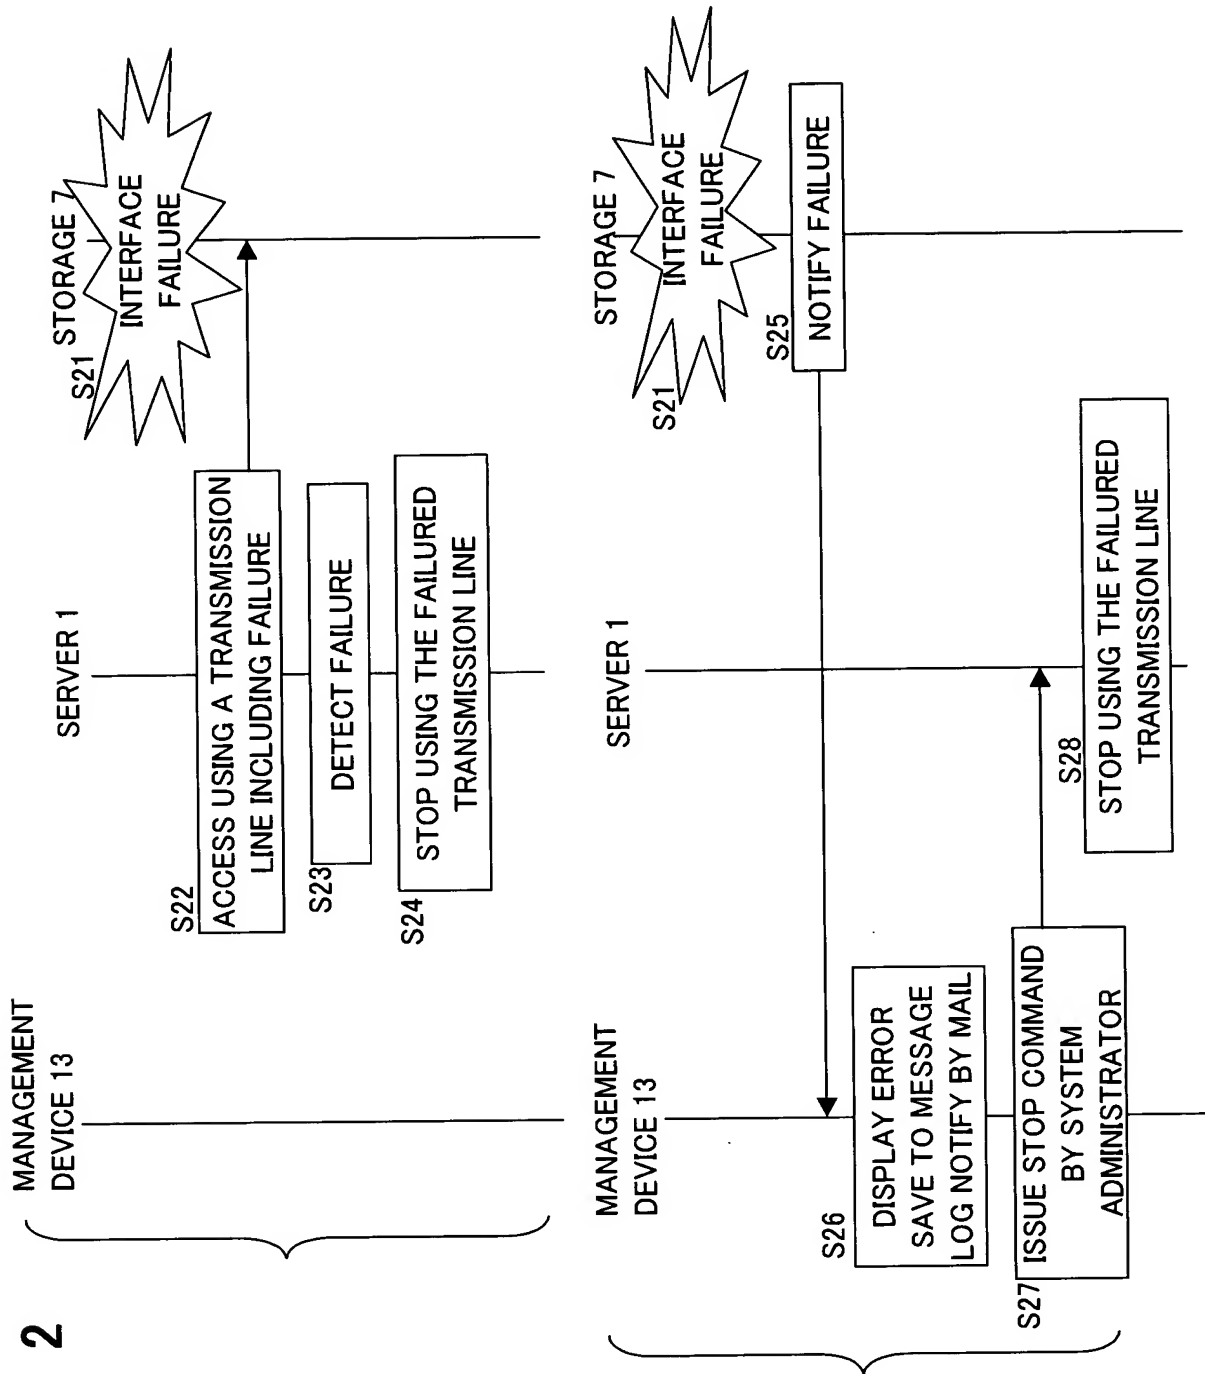 2
MANAGEMENT
DEVICE 13
SERVER 1
STORAGE 7
S21
INTERFACE
FAILURE
S22
ACCESS USING A TRANSMISSION
LINE INCLUDING FAILURE
S23
DETECT FAILURE
S24
STOP USING THE FAILURED
TRANSMISSION LINE
MANAGEMENT
DEVICE 13
SERVER 1
STORAGE 7
S21
INTERFACE
FAILURE
S25
NOTIFY FAILURE
S26
DISPLAY ERROR
SAVE TO MESSAGE
LOG NOTIFY BY MAIL
S27
ISSUE STOP COMMAND
BY SYSTEM
ADMINISTRATOR
S28
STOP USING THE FAILURED
TRANSMISSION LINE